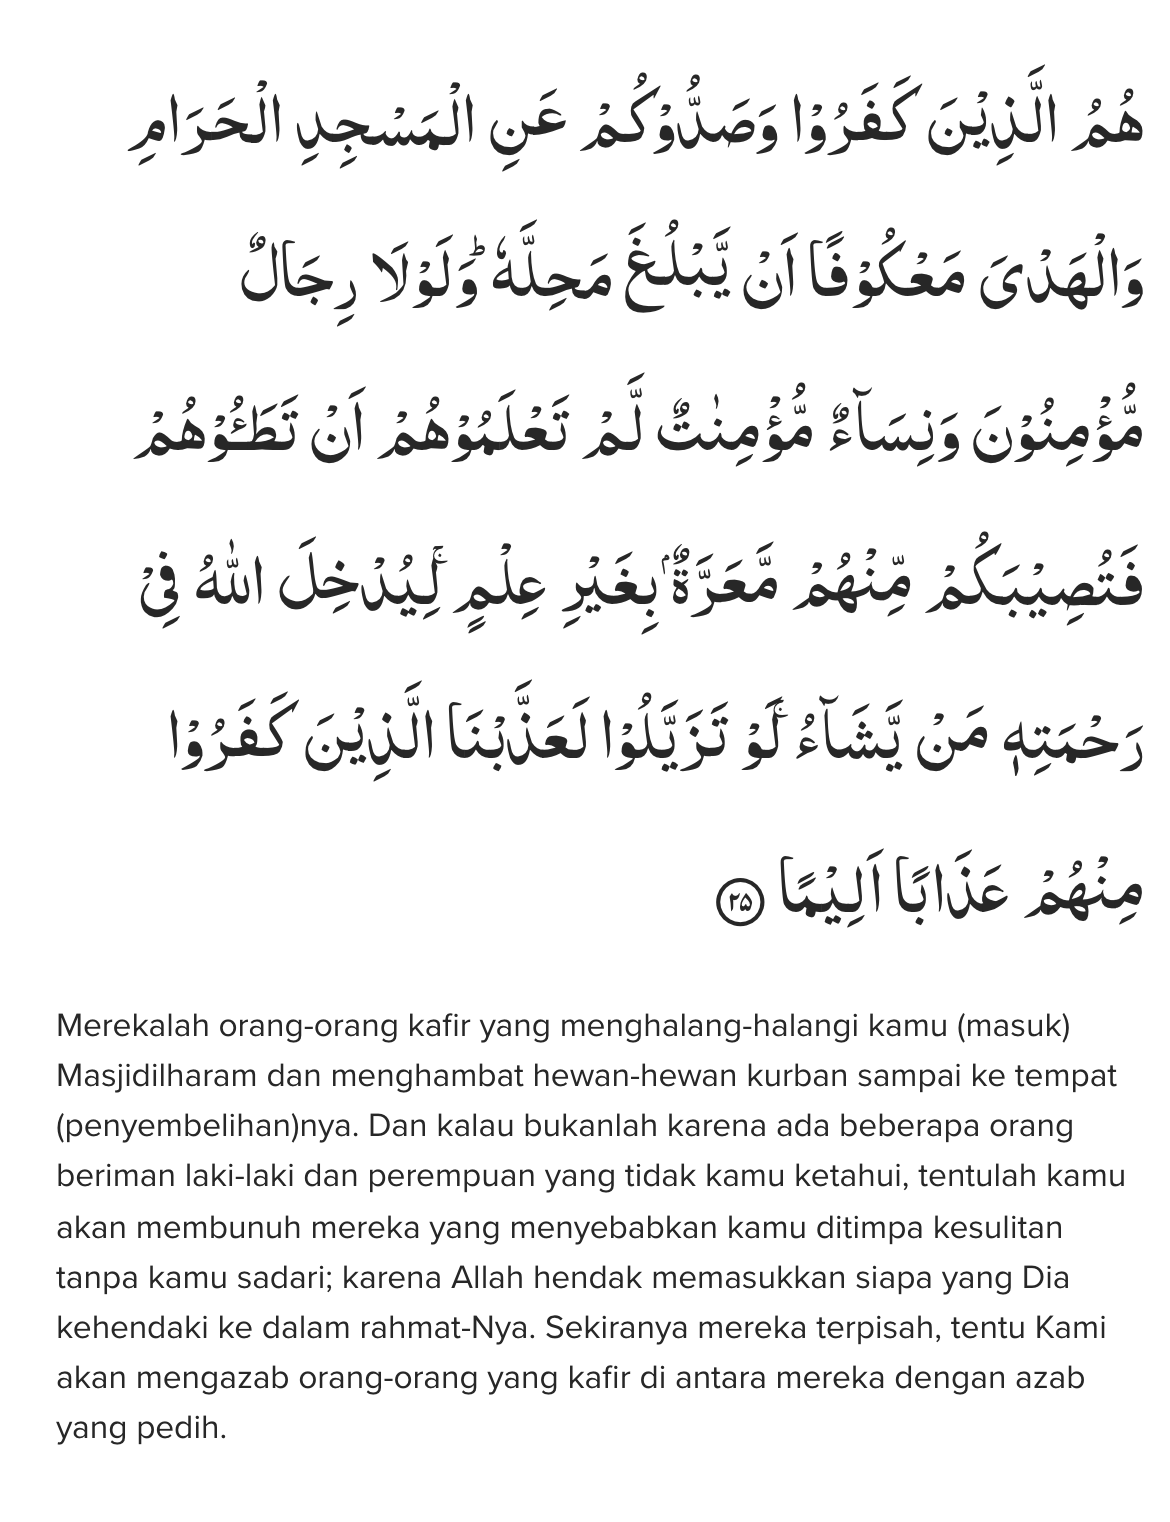 هُمُ الَّذِيْنَ كَفَرُوْا وَصَدُّوْكُمْ عَنِ الْمَسْجِدِ الْحَرَامِ
وَالْهَدْيَ مَعْكُوْفًا اَنْ يَّبْلُغَ مَحِلَّهٗ ۗوَلَوْلَا رِجَالٌ
مُّؤْمِنُوْنَ وَنِسَاۤءٌ مُّؤْمِنٰتٌ لَّمْ تَعْلَمُوْهُمْ اَنْ تَطَـُٔوْهُمْ
فَتُصِيْبَكُمْ مِّنْهُمْ مَّعَرَّةٌ ۢبِغَيْرِ عِلْمٍ ۚ لِيُدْخِلَ اللّٰهُ فِيْ
رَحْمَتِهٖ مَنْ يَّشَاۤءُۚ لَوْ تَزَيَّلُوْا لَعَذَّبْنَا الَّذِيْنَ كَفَرُوْا
مِنْهُمْ عَذَابًا اَلِيْمًا ۲۵
Merekalah orang-orang kafir yang menghalang-halangi kamu (masuk)
Masjidilharam dan menghambat hewan-hewan kurban sampai ke tempat
(penyembelihan)nya. Dan kalau bukanlah karena ada beberapa orang
beriman laki-laki dan perempuan yang tidak kamu ketahui, tentulah kamu
akan membunuh mereka yang menyebabkan kamu ditimpa kesulitan
tanpa kamu sadari; karena Allah hendak memasukkan siapa yang Dia
kehendaki ke dalam rahmat-Nya. Sekiranya mereka terpisah, tentu Kami
akan mengazab orang-orang yang kafir di antara mereka dengan azab
yang pedih.